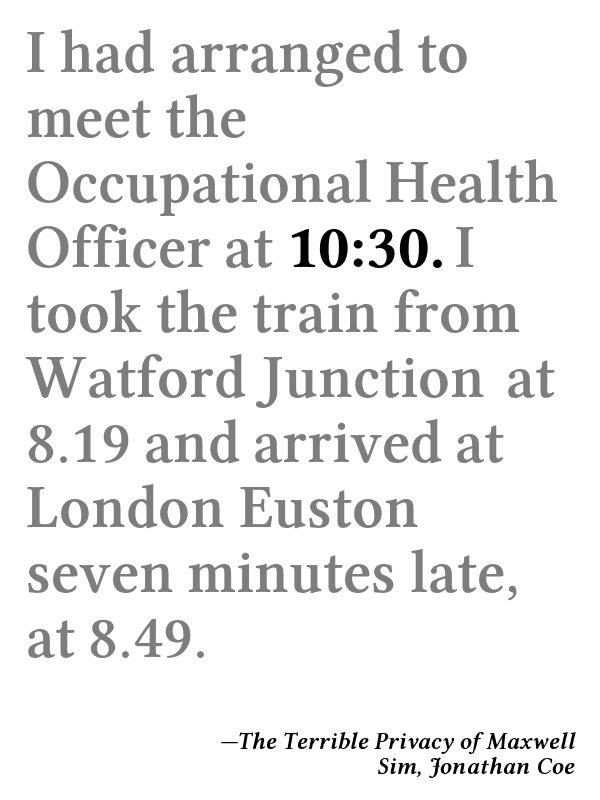 I had arranged to
meet the
Occupational Health
Officer at 10:30. I
took the train from
Watford Junction at
8.19 and arrived at
London Euston
seven minutes late,
at 8.49.
—The Terrible Privacy of Maxwell
Sim, Jonathan Coe